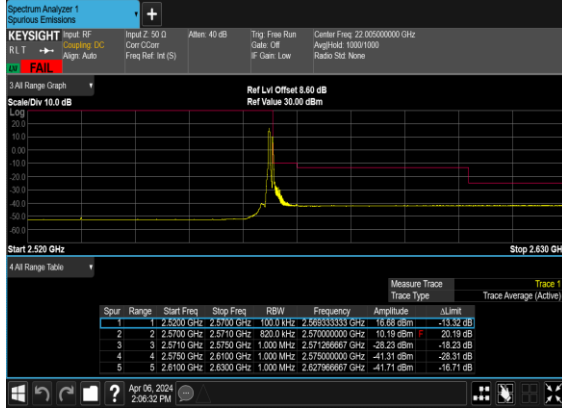 Spectrum Analyzer 1
Spurious Emissions
KEYSIGHT Input: RF Input Z: 50 Ω Atten: 40 dB Trig: Free Run Center Freq: 22.005000000 GHz
RLT Coupling: DC Corr CCorr Gate: Off Avg|Hold: 1000/1000
Align: Auto Freq Ref: Int (S) IF Gain: Low Radio Std: None
FAIL
3 All Range Graph
Ref Lvl Offset 8.60 dB
Scale/Div 10.0 dB Ref Value 30.00 dBm
Log
20.0
10.0
0.00
-10.0
-20.0
-30.0
-40.0
-50.0
-60.0
Start 2.520 GHz Stop 2.630 GH
4 All Range Table
Measure Trace Trace 1
Trace Type Trace Average (Active)
Spur Range Start Freq Stop Freq RBW Frequency Amplitude ΔLimit
1 1 2.5200 GHz 2.5700 GHz 100.0 kHz 2.569333333 GHz 16.68 dBm -13.32 dB
2 2 2.5700 GHz 2.5710 GHz 820.0 kHz 2.570000000 GHz 10.19 dBm F 20.19 dB
3 3 2.5710 GHz 2.5750 GHz 1.000 MHz 2.571266667 GHz -28.23 dBm -18.23 dB
4 4 2.5750 GHz 2.6100 GHz 1.000 MHz 2.575000000 GHz -41.31 dBm -28.31 dB
5 5 2.6100 GHz 2.6300 GHz 1.000 MHz 2.627966667 GHz -41.71 dBm -16.71 dB
Apr 06, 2024
2:06:32 PM